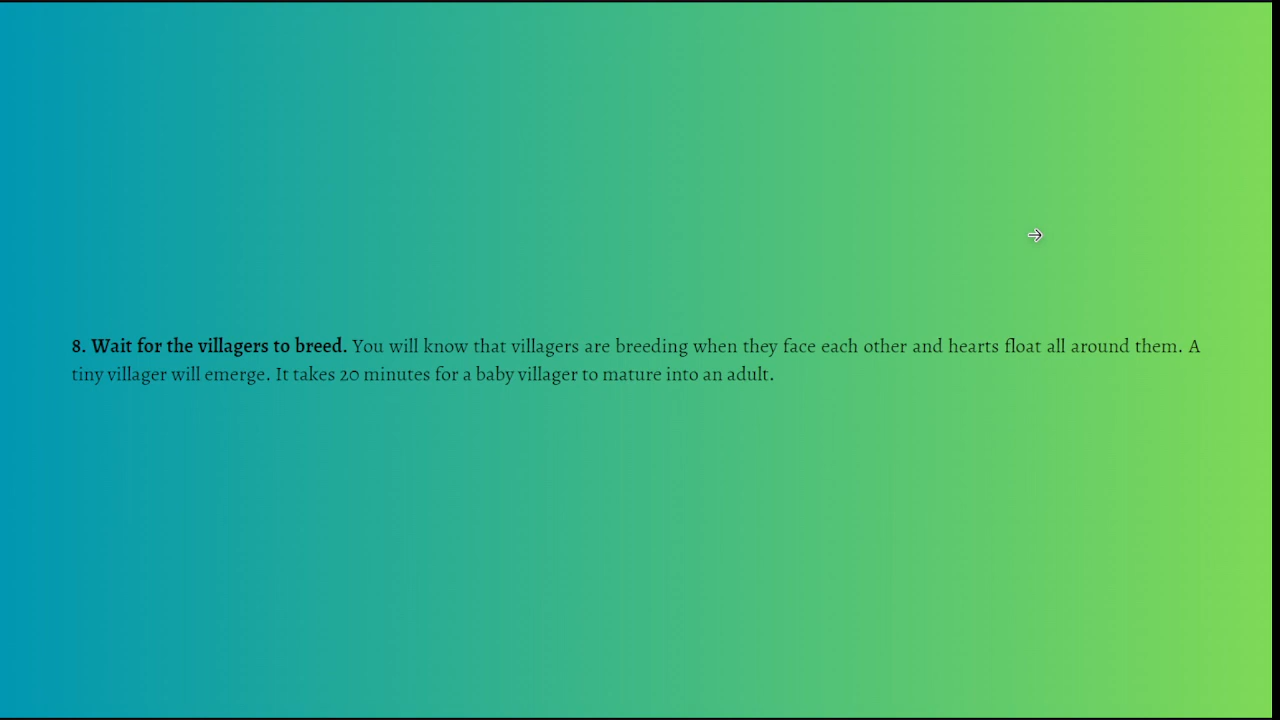 8. Wait for the villagers to breed. You will know that villagers are breeding when they face each other and hearts float all around them. A
tiny villager will emerge. It takes 20 minutes for a baby villager to mature into an adult.